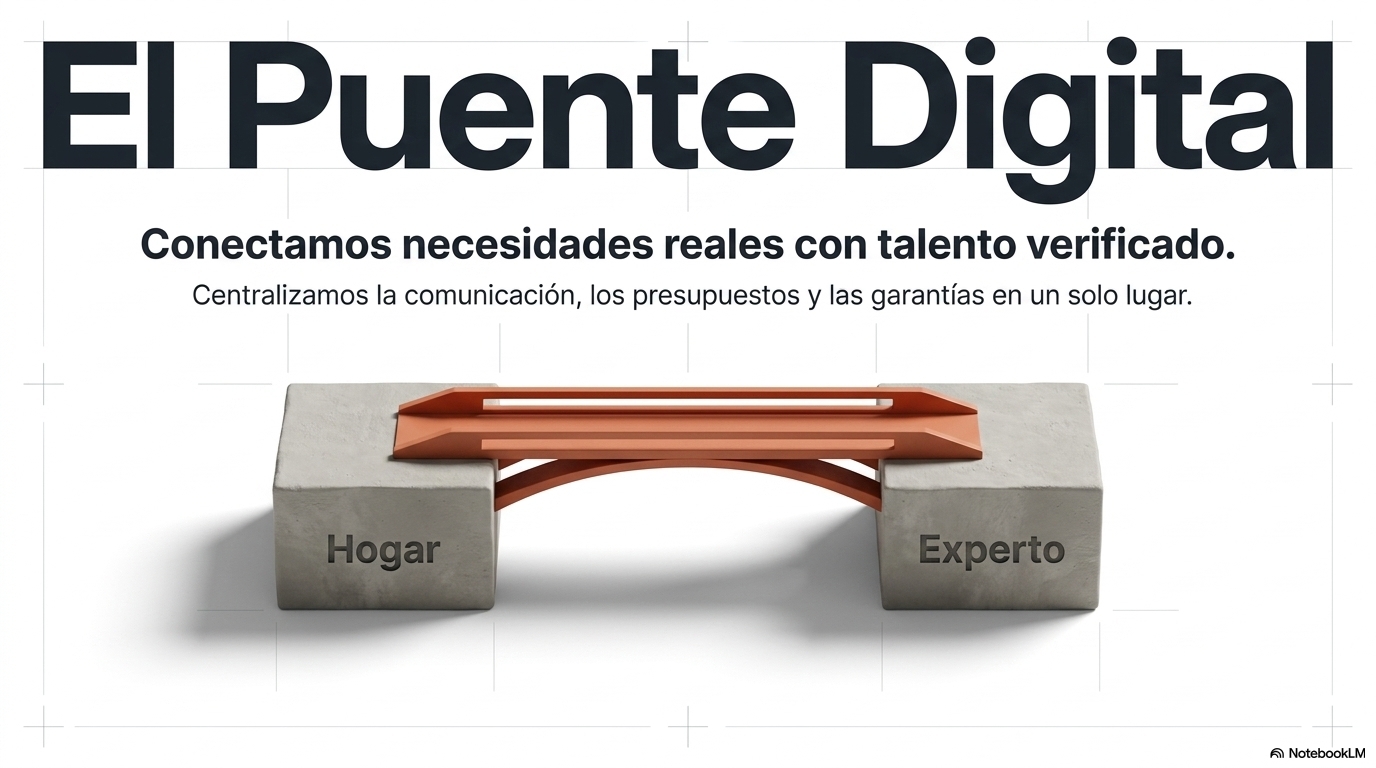 El Puente Digital
Conectamos necesidades reales con talento verificado.
Centralizamos la comunicación, los presupuestos y las garantías en un solo lugar.
Hogar
Experto
NotebookLM